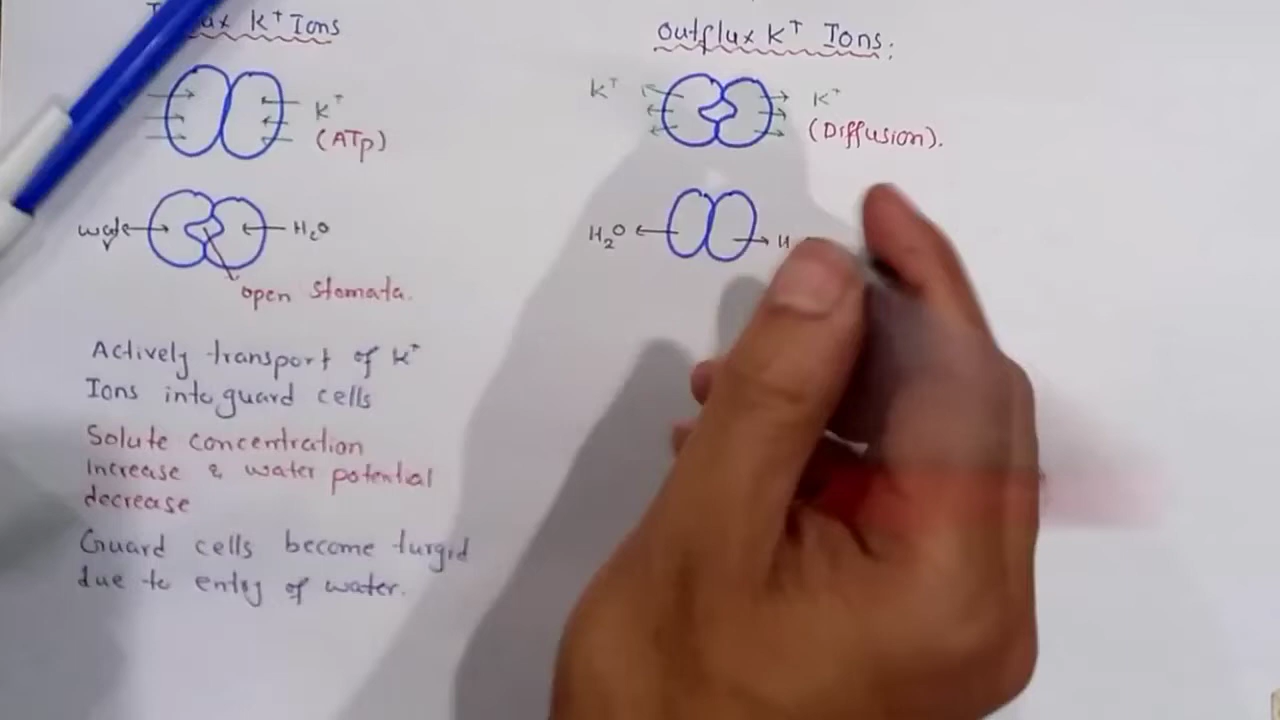 K⁺ Ions
K⁺
(ATP)
water
H₂O
open stomata.
Actively transport of K⁺
Ions into guard cells
Solute concentration
Increase & water potential
decrease
Guard cells become turgid
due to entry of water.
outflux K⁺ Ions:
K⁺
K⁺
(Diffusion).
H₂O
H